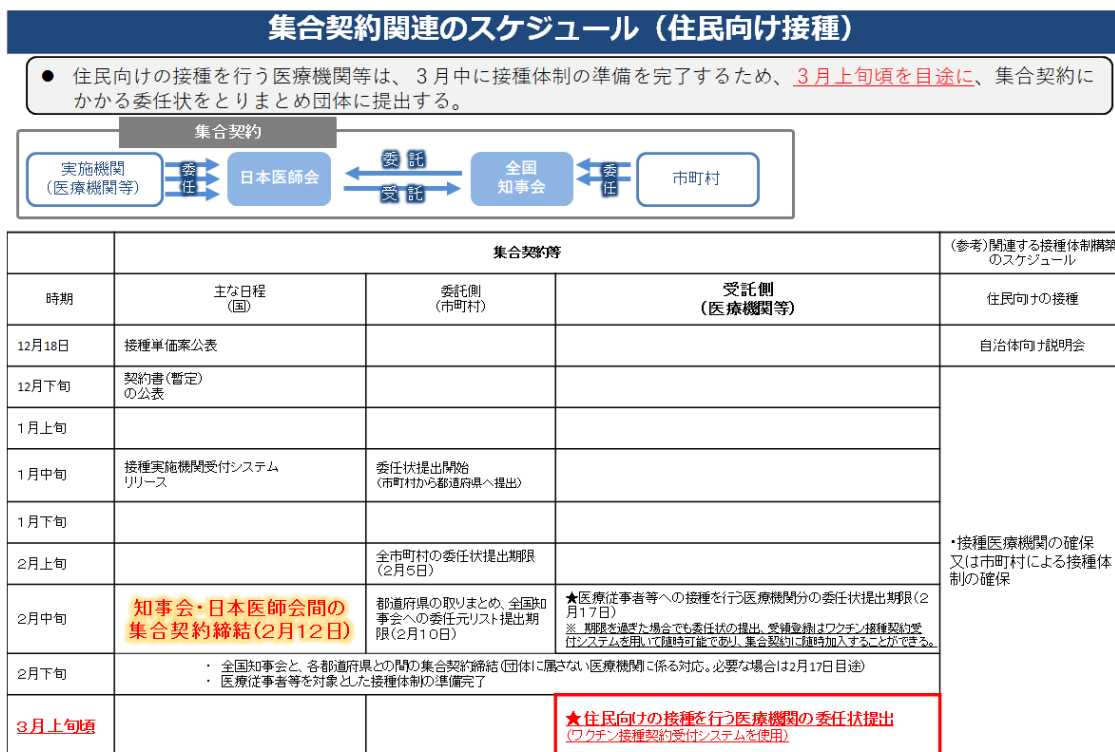 集合契約関連のスケジュール（住民向け接種）
● 住民向けの接種を行う医療機関等は、３月中に接種体制の準備を完了するため、３月上旬頃を目途に、集合契約に
かかる委任状をとりまとめ団体に提出する。
集合契約
実施機関
(医療機関等)
委任
日本医師会
委託
受託
全国
知事会
委任
市町村
集合契約等
(参考)関連する接種体制構築
のスケジュール
時期
主な日程
(国)
委託側
(市町村)
受託側
(医療機関等)
住民向けの接種
12月18日
接種単価案公表
自治体向け説明会
12月下旬
契約書(暫定)
の公表
1月上旬
1月中旬
接種実施機関受付システム
リリース
委任状提出開始
(市町村から都道府県へ提出)
1月下旬
2月上旬
全市町村の委任状提出期限
(2月5日)
・接種医療機関の確保
又は市町村による接種体
制の確保
2月中旬
知事会・日本医師会間の
集合契約締結(2月12日)
都道府県の取りまとめ、全国知
事会への委任元リスト提出期
限(2月10日)
★医療従事者等への接種を行う医療機関分の委任状提出期限(2
月17日)
※ 期限を過ぎた場合でも委任状の提出、受領登録はワクチン接種契約受
付システムを用いて随時可能であり、集合契約に随時加入することができる。
2月下旬
・ 全国知事会と、各都道府県との間の集合契約締結(団体に属さない医療機関に係る対応。必要な場合は2月17日目途)
・ 医療従事者等を対象とした接種体制の準備完了
３月上旬頃
★住民向けの接種を行う医療機関の委任状提出
(ワクチン接種契約受付システムを使用)